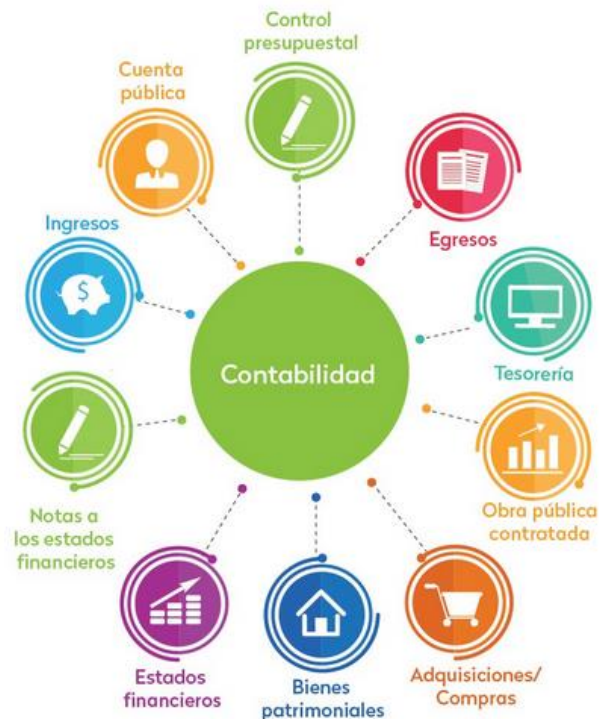 Control
presupuestal
Cuenta
pública
Egresos
Ingresos
$
Tesorería
Contabilidad
Obra pública
contratada
Notas a
los estados
financieros
Adquisiciones/
Compras
Estados
financieros
Bienes
patrimoniales